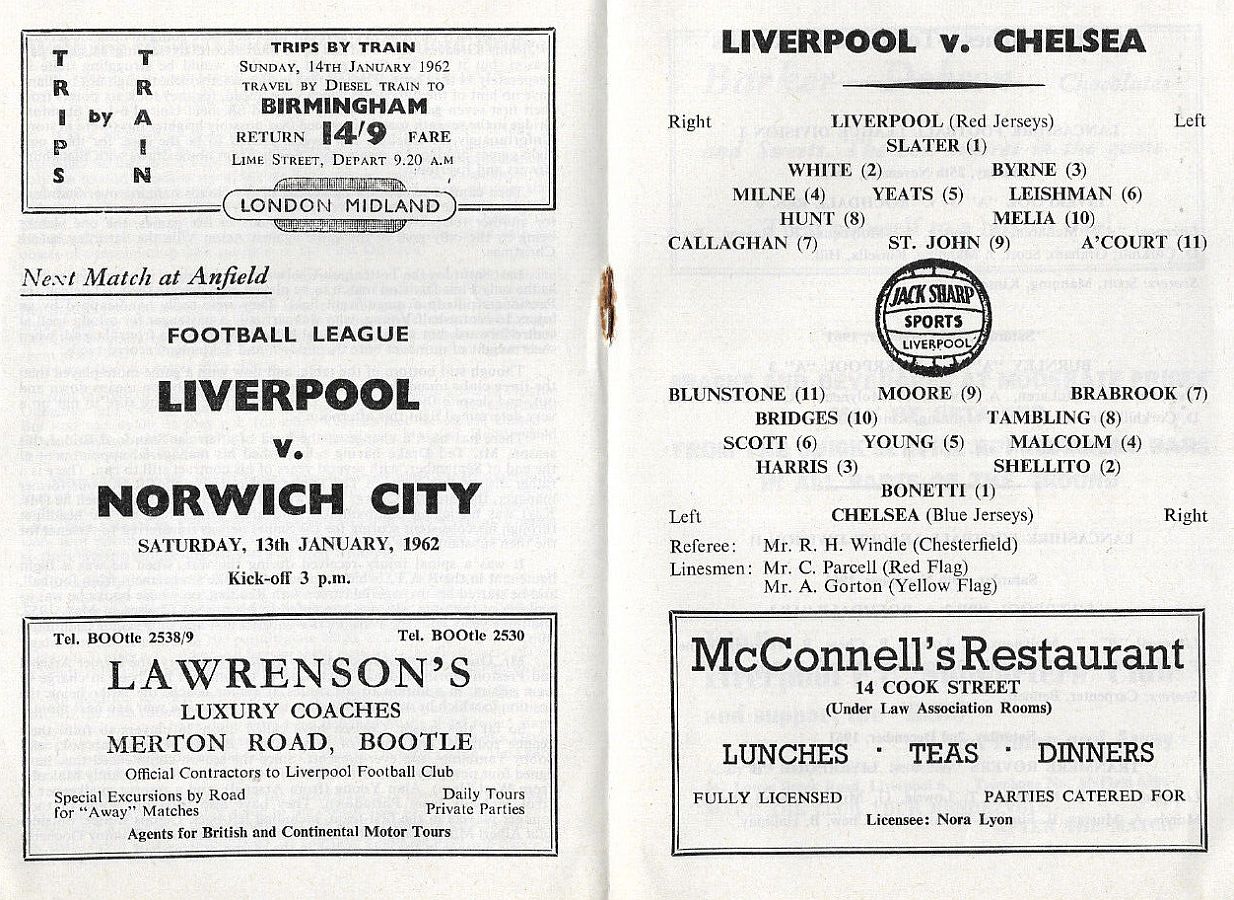 TRIPS by TRAIN
TRIPS BY TRAIN
SUNDAY, 14TH JANUARY 1962
TRAVEL BY DIESEL TRAIN TO
BIRMINGHAM
RETURN 14/9 FARE
LIME STREET, DEPART 9.20 A.M
LONDON MIDLAND
Next Match at Anfield
FOOTBALL LEAGUE
LIVERPOOL
v.
NORWICH CITY
SATURDAY, 13th JANUARY, 1962
Kick-off 3 p.m.
Tel. BOOtle 2538/9 Tel. BOOtle 2530
LAWRENSON'S
LUXURY COACHES
MERTON ROAD, BOOTLE
Official Contractors to Liverpool Football Club
Special Excursions by Road Daily Tours
for "Away" Matches Private Parties
Agents for British and Continental Motor Tours
LIVERPOOL v. CHELSEA
Right LIVERPOOL (Red Jerseys) Left
SLATER (1)
WHITE (2) BYRNE (3)
MILNE (4) YEATS (5) LEISHMAN (6)
HUNT (8) MELIA (10)
CALLAGHAN (7) ST. JOHN (9) A'COURT (11)
JACK SHARP
SPORTS
LIVERPOOL
BLUNSTONE (11) MOORE (9) BRABROOK (7)
BRIDGES (10) TAMBLING (8)
SCOTT (6) YOUNG (5) MALCOLM (4)
HARRIS (3) SHELLITO (2)
BONETTI (1)
Left CHELSEA (Blue Jerseys) Right
Referee: Mr. R. H. Windle (Chesterfield)
Linesmen: Mr. C. Parcell (Red Flag)
Mr. A. Gorton (Yellow Flag)
McConnell's Restaurant
14 COOK STREET
(Under Law Association Rooms)
LUNCHES · TEAS · DINNERS
FULLY LICENSED PARTIES CATERED FOR
Licensee: Nora Lyon